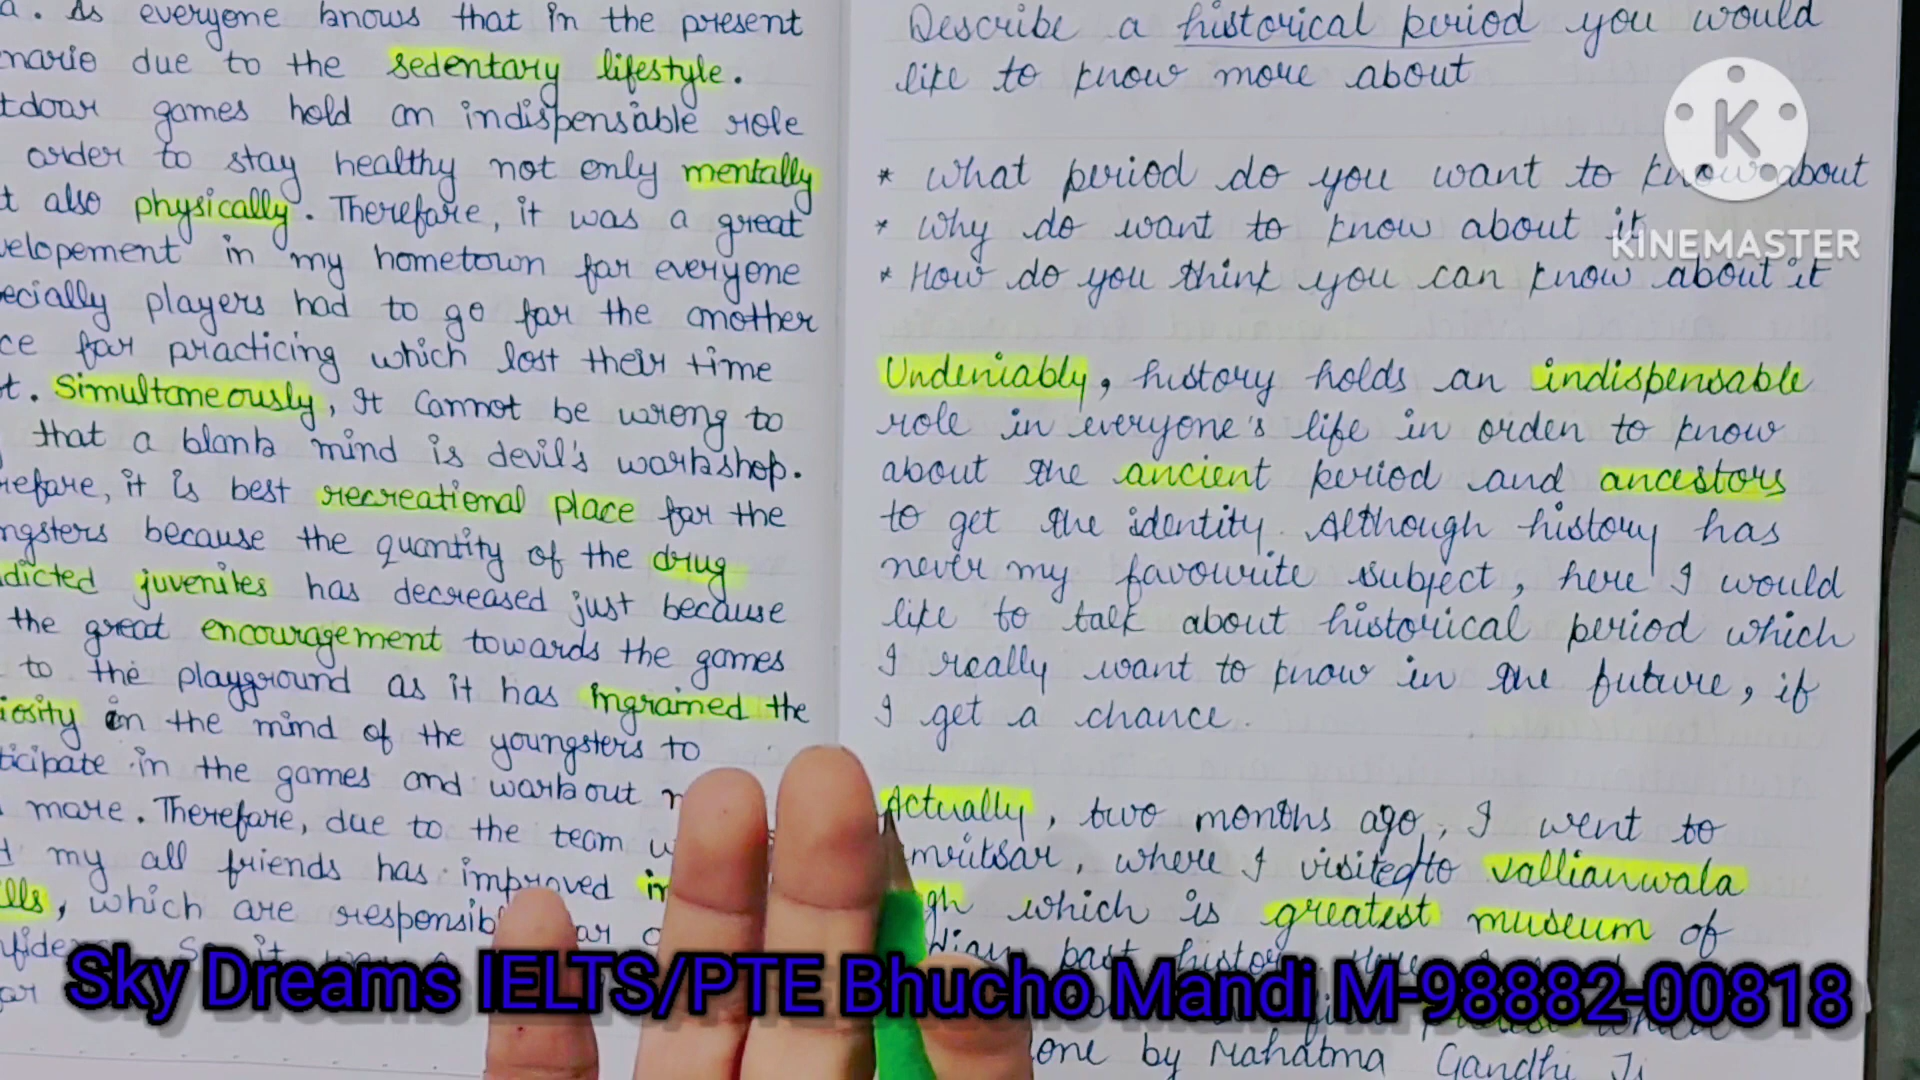 a. As everyone knows that in the present
nario due to the sedentary lifestyle.
tdoor games hold an indispensable role
order to stay healthy not only mentally
t also physically. Therefore, it was a great
velopement in my hometown for everyone
ecially players had to go for the another
ce for practicing which lost their time
t. Simultaneously, It cannot be wrong to
that a blank mind is devil's workshop.
refore, it is best recreational place for the
ngsters because the quantity of the drug
dicted juveniles has decreased just because
the great encouragement towards the games
to the playground as it has ingrained the
iosity in the mind of the youngsters to
ticipate in the games and workout
more. Therefore, due to the team
my all friends has improved
lls, which are responsib
Describe a historical period you would
like to know more about
* What period do you want to know about
* Why do want to know about it
* How do you think you can know about it
Undeniably, history holds an indispensable
role in everyone's life in orden to know
about the ancient period and ancestors
to get the identity. Although history has
never my favourite subject, here I would
like to talk about historical period which
I really want to know in the future, if
I get a chance.
Actually, two months ago, I went to
mritsar, where I visited to vallianwala
gh which is greatest museum of
dian past history. Here
one by Mahatma Gandhi Ji
KINEMASTER
Sky Dreams IELTS/PTE Bhucho Mandi M-98882-00818